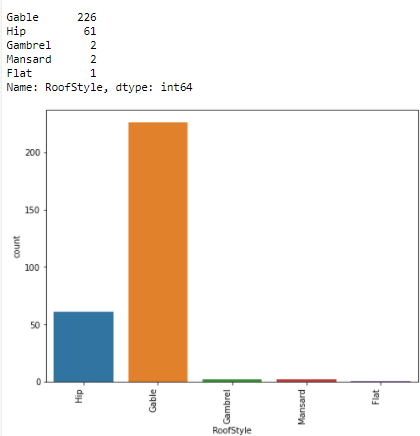 Gable      226
Hip         61
Gambrel      2
Mansard      2
Flat         1
Name: RoofStyle, dtype: int64
200
150
100
50
0
count
Hip
Gable
Gambrel
Mansard
Flat
RoofStyle